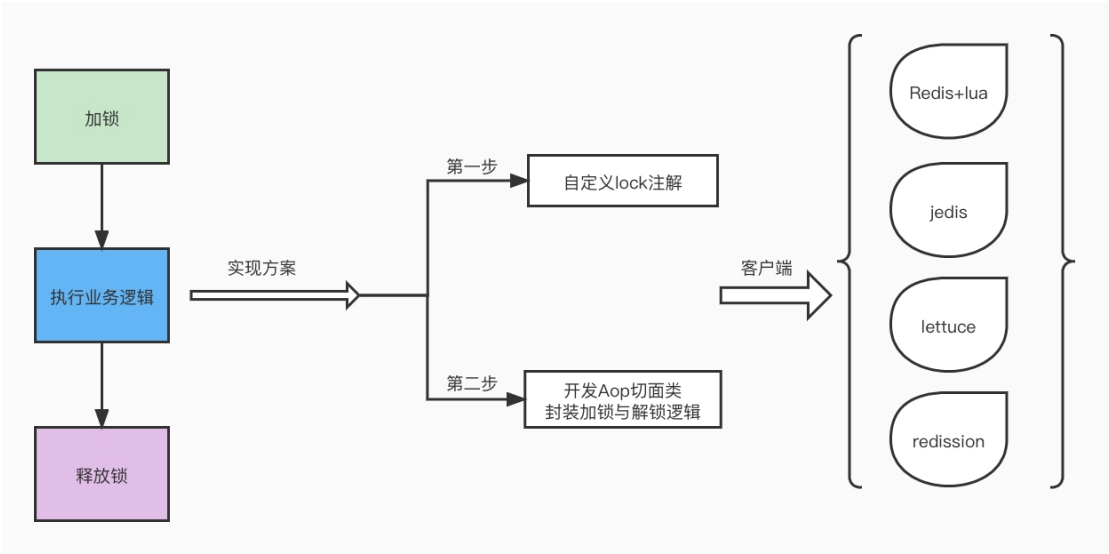 加锁
执行业务逻辑
释放锁
实现方案
第一步
自定义lock注解
第二步
开发Aop切面类
封装加锁与解锁逻辑
客户端
Redis+lua
jedis
lettuce
redission